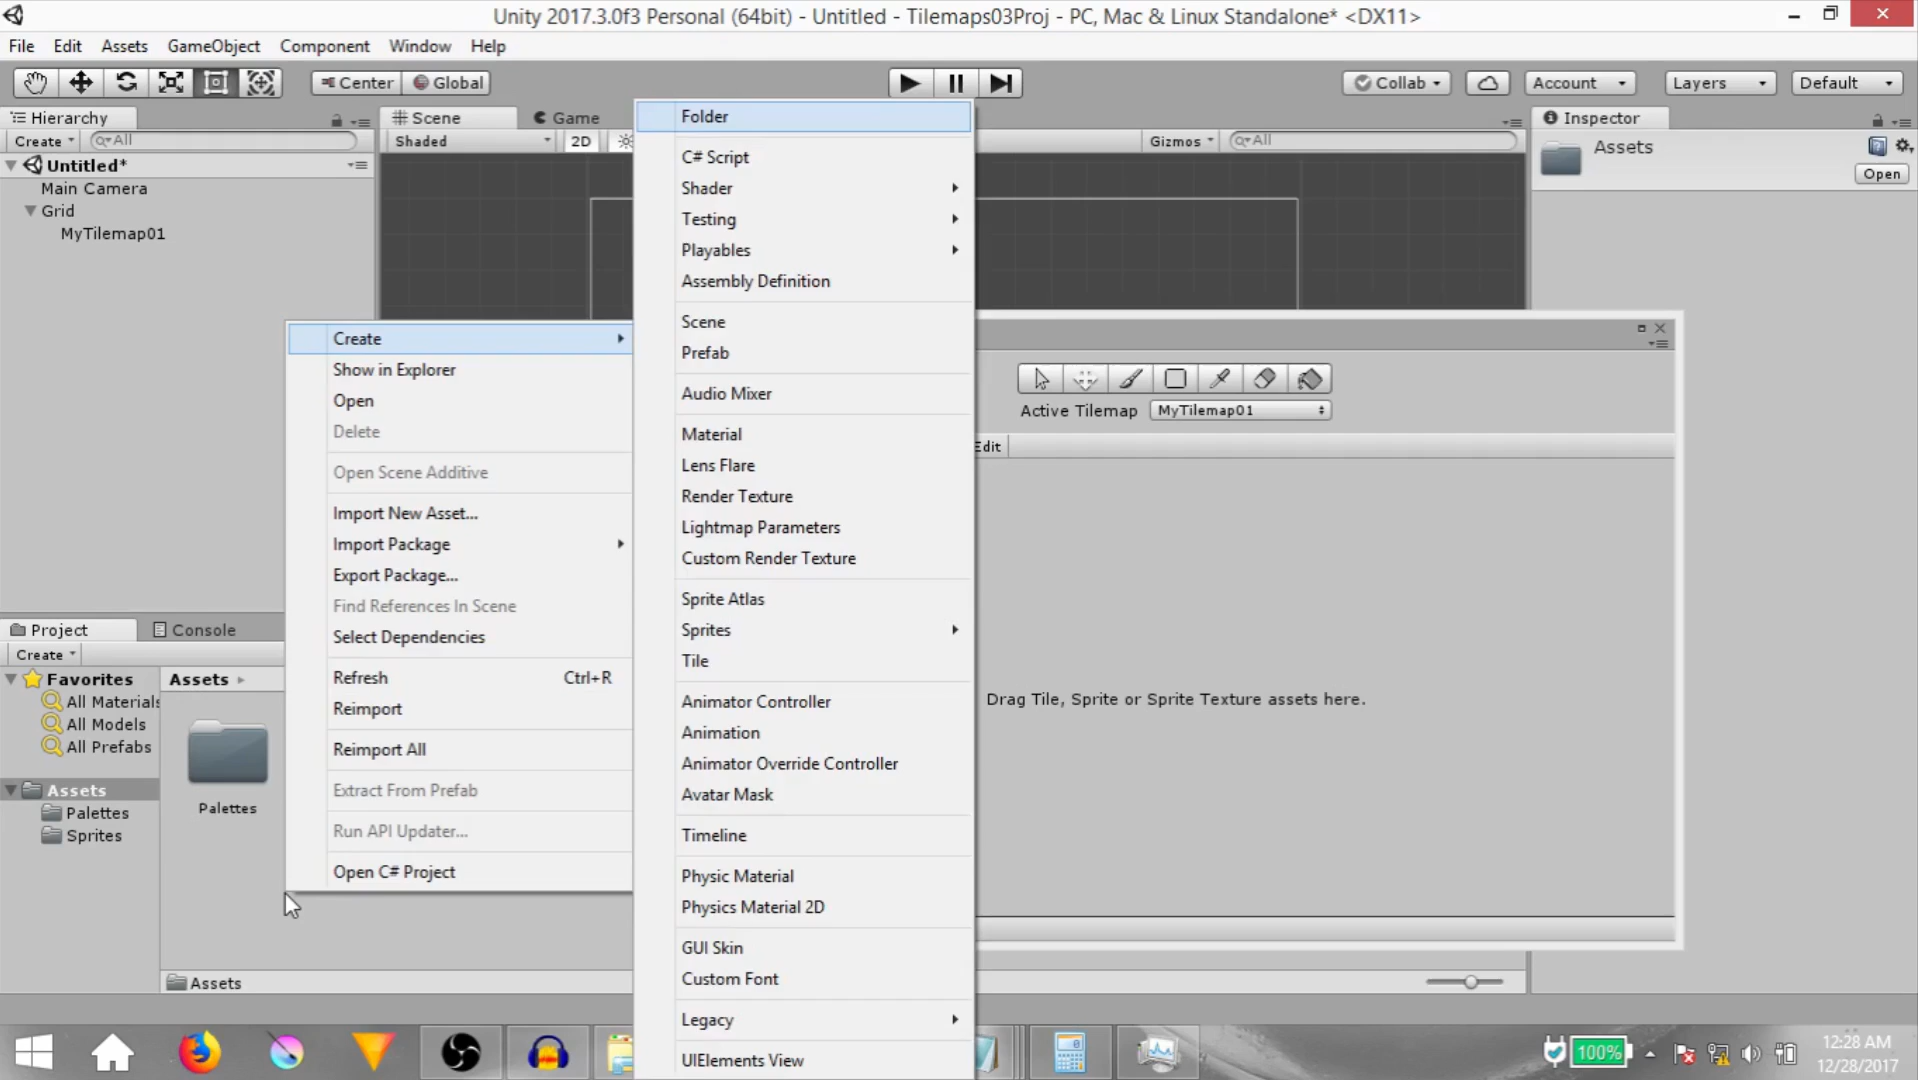 Unity 2017.3.0f3 Personal (64bit) - Untitled - Tilemaps03Proj - PC, Mac & Linux Standalone* <DX11>
File Edit Assets GameObject Component Window Help
Center Global Collab Account Layers Default
Hierarchy
Create All
Untitled*
Main Camera
Grid
MyTilemap01
Scene Game
Shaded 2D Gizmos All
Inspector
Assets
Open
Create
Show in Explorer
Open
Delete
Open Scene Additive
Import New Asset...
Import Package
Export Package...
Find References In Scene
Select Dependencies
Refresh Ctrl+R
Reimport
Reimport All
Extract From Prefab
Run API Updater...
Open C# Project
Folder
C# Script
Shader
Testing
Playables
Assembly Definition
Scene
Prefab
Audio Mixer
Material
Lens Flare
Render Texture
Lightmap Parameters
Custom Render Texture
Sprite Atlas
Sprites
Tile
Animator Controller
Animation
Animator Override Controller
Avatar Mask
Timeline
Physic Material
Physics Material 2D
GUI Skin
Custom Font
Legacy
UIElements View
Active Tilemap MyTilemap01
Edit
Drag Tile, Sprite or Sprite Texture assets here.
Project Console
Create
Favorites
All Materials
All Models
All Prefabs
Assets
Palettes
Sprites
Assets
Palettes
Assets
100%
12:28 AM
12/28/2017